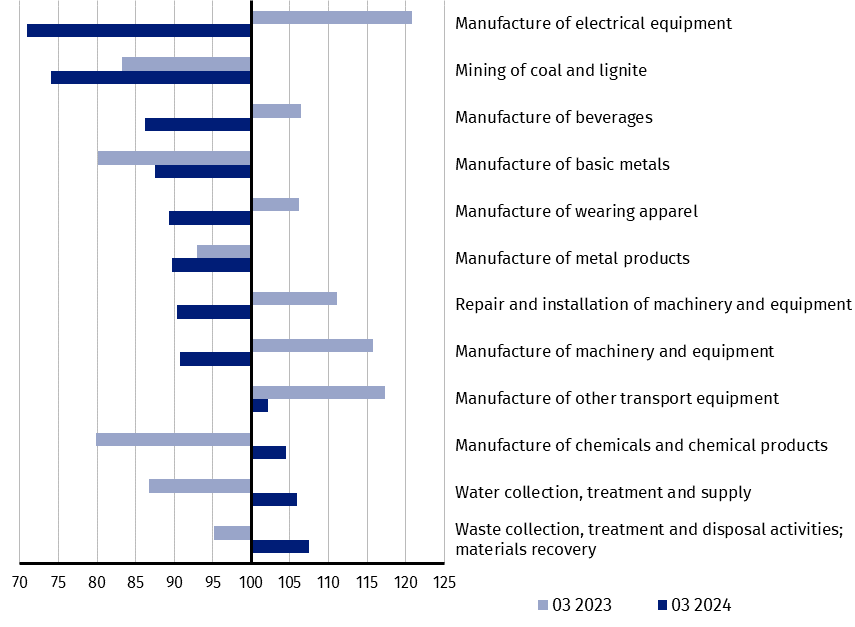 Manufacture of electrical equipment
Mining of coal and lignite
Manufacture of beverages
Manufacture of basic metals
Manufacture of wearing apparel
Manufacture of metal products
Repair and installation of machinery and equipment
Manufacture of machinery and equipment
Manufacture of other transport equipment
Manufacture of chemicals and chemical products
Water collection, treatment and supply
Waste collection, treatment and disposal activities;
materials recovery
70 75 80 85 90 95 100 105 110 115 120 125
03 2023 03 2024